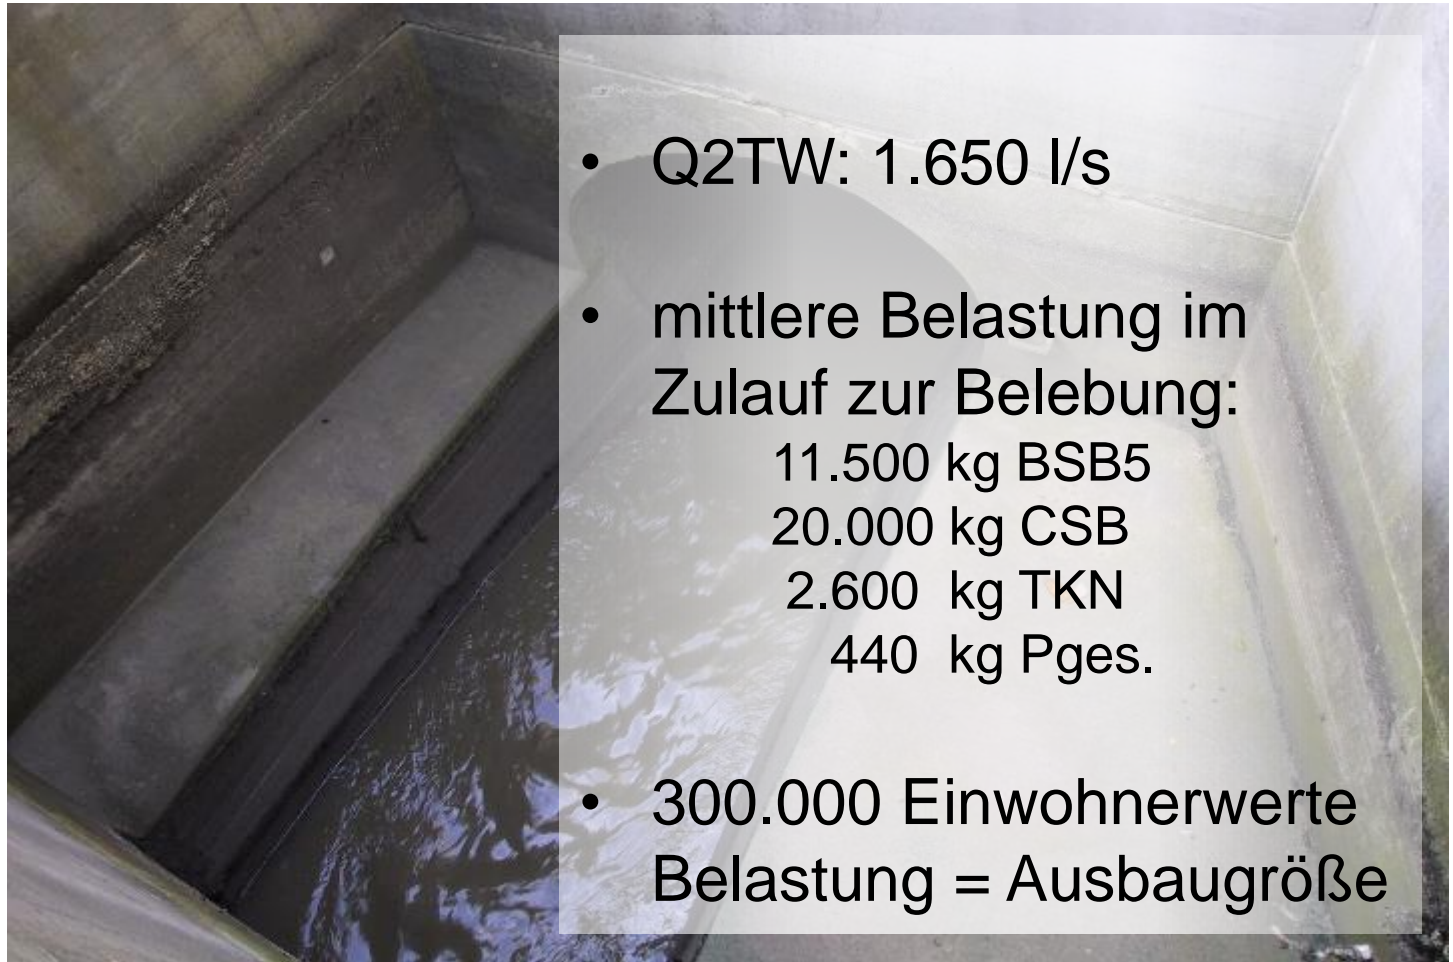 • Q2TW: 1.650 l/s
• mittlere Belastung im
Zulauf zur Belebung:
11.500 kg BSB5
20.000 kg CSB
2.600 kg TKN
440 kg Pges.
• 300.000 Einwohnerwerte
Belastung = Ausbaugröße